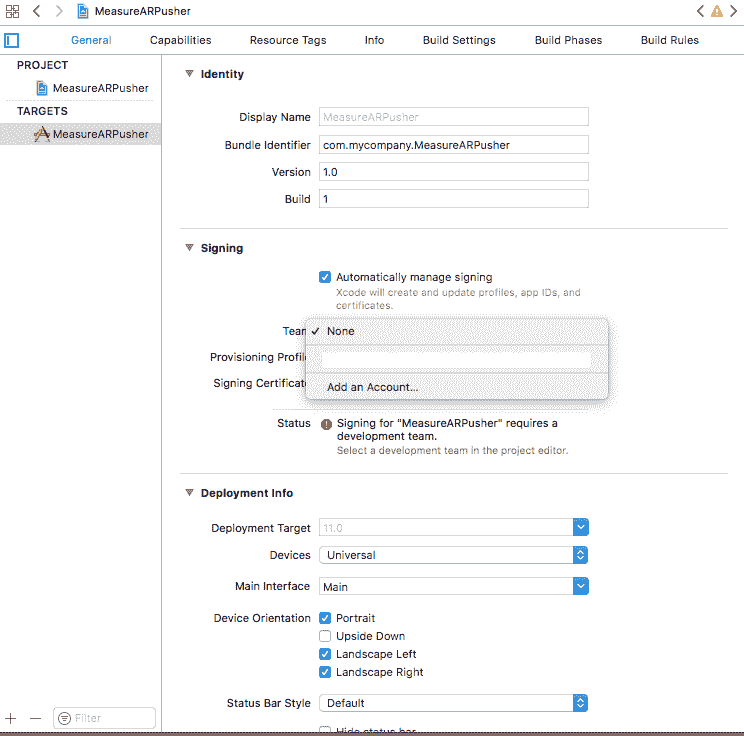 MeasureARPusher
General
Capabilities
Resource Tags
Info
Build Settings
Build Phases
Build Rules
PROJECT
MeasureARPusher
TARGETS
MeasureARPusher
Identity
Display Name
MeasureARPusher
Bundle Identifier
com.mycompany.MeasureARPusher
Version
1.0
Build
1
Signing
Automatically manage signing
Xcode will create and update profiles, app IDs, and
certificates.
Team
None
Provisioning Profile
Signing Certificate
Add an Account...
Status
Signing for "MeasureARPusher" requires a
development team.
Select a development team in the project editor.
Deployment Info
Deployment Target
11.0
Devices
Universal
Main Interface
Main
Device Orientation
Portrait
Upside Down
Landscape Left
Landscape Right
Status Bar Style
Default
Hide status bar
Filter